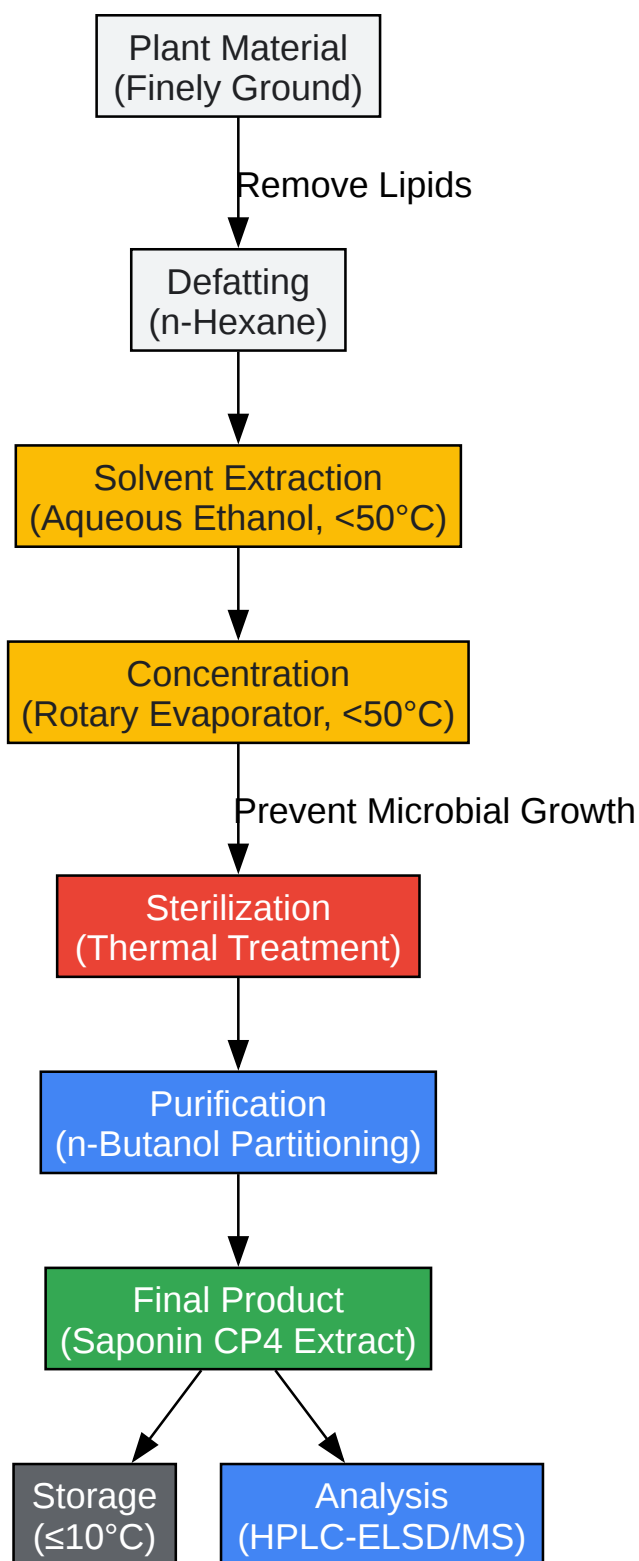 Plant Material
(Finely Ground)
Remove Lipids
Defatting
(n-Hexane)
Solvent Extraction
(Aqueous Ethanol, <50°C)
Concentration
(Rotary Evaporator, <50°C)
Prevent Microbial Growth
Sterilization
(Thermal Treatment)
Purification
(n-Butanol Partitioning)
Final Product
(Saponin CP4 Extract)
Storage
(≤10°C)
Analysis
(HPLC-ELSD/MS)